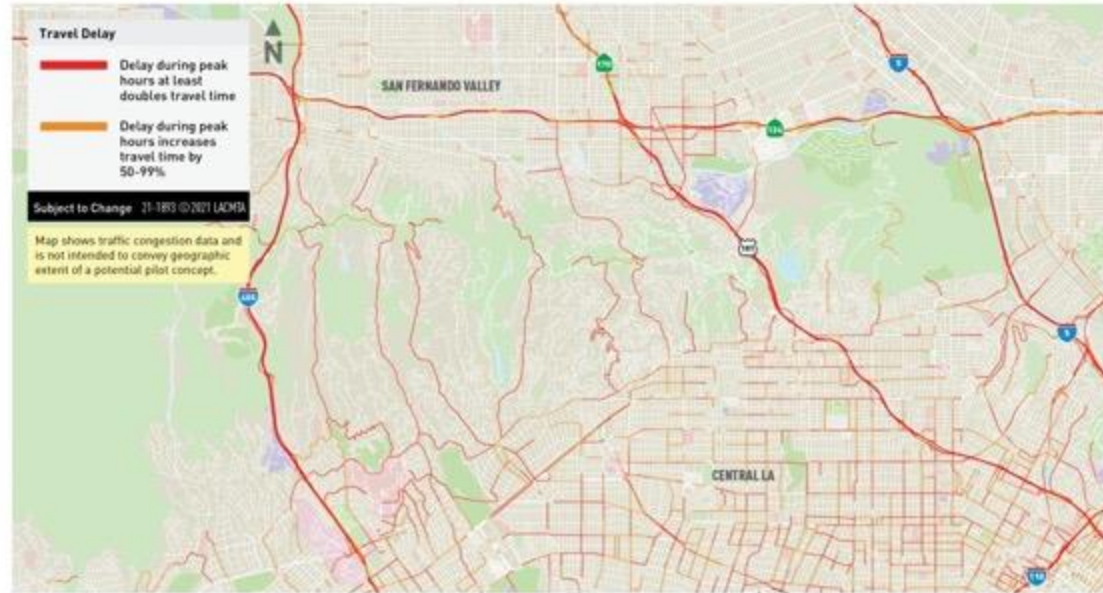 Travel Delay
Delay during peak
hours at least
doubles travel time
Delay during peak
hours increases
travel time by
50-99%
Subject to Change 21-1893 ©2021 LACMTA
Map shows traffic congestion data and
is not intended to convey geographic
extent of a potential pilot concept.
N
SAN FERNANDO VALLEY
170
5
134
101
405
5
CENTRAL LA
110